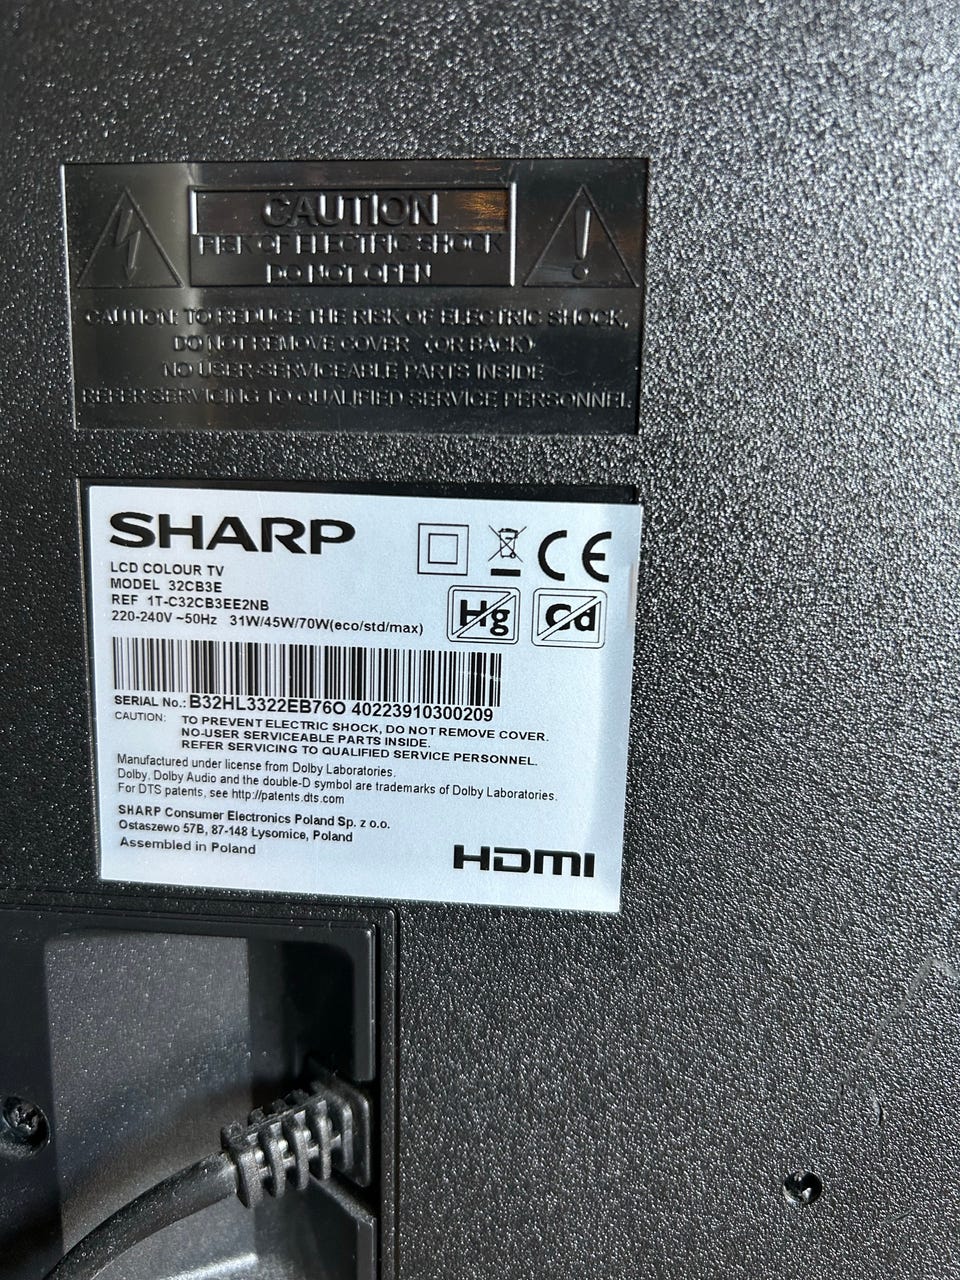 CAUTION
RISK OF ELECTRIC SHOCK
DO NOT OPEN
CAUTION: TO REDUCE THE RISK OF ELECTRIC SHOCK,
DO NOT REMOVE COVER (OR BACK)
NO USER-SERVICEABLE PARTS INSIDE
REFER SERVICING TO QUALIFIED SERVICE PERSONNEL
SHARP
CE
LCD COLOUR TV
MODEL 32CB3E
REF 1T-C32CB3EE2NB
220-240V ~50Hz 31W/45W/70W(eco/std/max)
Hg Cd
SERIAL No.: B32HL3322EB76O 40223910300209
CAUTION: TO PREVENT ELECTRIC SHOCK, DO NOT REMOVE COVER.
NO-USER SERVICEABLE PARTS INSIDE.
REFER SERVICING TO QUALIFIED SERVICE PERSONNEL.
Manufactured under license from Dolby Laboratories.
Dolby, Dolby Audio and the double-D symbol are trademarks of Dolby Laboratories.
For DTS patents, see http://patents.dts.com
SHARP Consumer Electronics Poland Sp. z o.o.
Ostaszewo 57B, 87-148 Lysomice, Poland
Assembled in Poland
HDMI